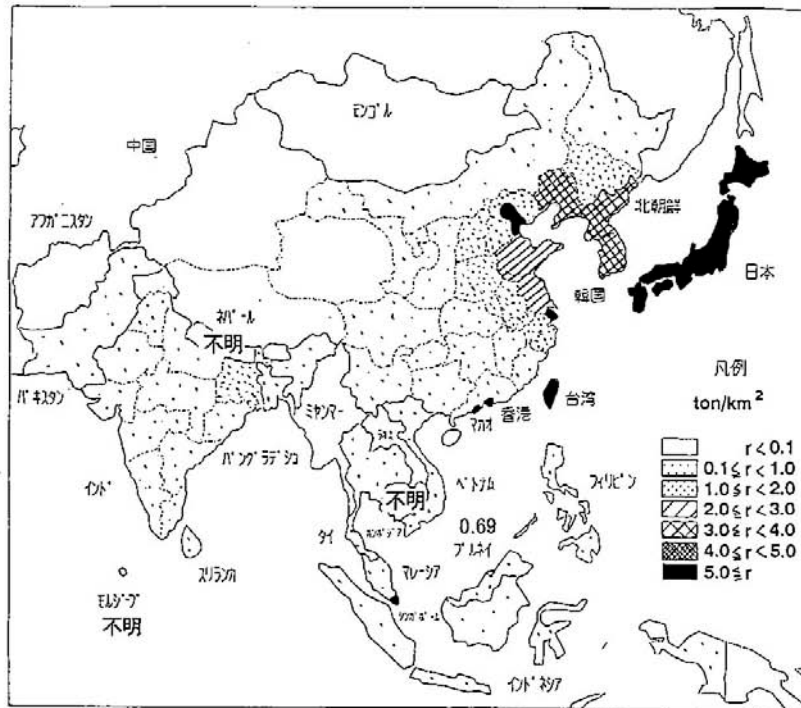 モンゴル
中国
アフガニスタン
北朝鮮
日本
韓国
ネパール
不明
パキスタン
ミャンマー
台湾
香港
マカオ
凡例
ton/km²
r<0.1
0.1≦r<1.0
1.0≦r<2.0
2.0≦r<3.0
3.0≦r<4.0
4.0≦r<5.0
5.0≦r
バングラデシュ
インド
ラオス
ベトナム
フィリピン
不明
カンボジア
タイ
0.69
ブルネイ
スリランカ
マレーシア
モルジーブ
不明
シンガポール
インドネシア